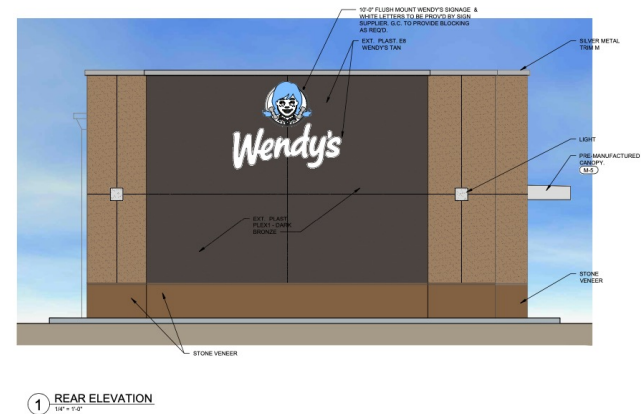 10'-0" FLUSH MOUNT WENDY'S SIGNAGE &
WHITE LETTERS TO BE PROV'D BY SIGN
SUPPLIER. G.C. TO PROVIDE BLOCKING
AS REQ'D.
EXT. PLAST. E9
WENDY'S TAN
SILVER METAL
TRIM M
Wendy's
LIGHT
PRE-MANUFACTURED
CANOPY.
M-5
EXT. PLAST.
PLEX1 - DARK
BRONZE
STONE
VENEER
STONE VENEER
1
REAR ELEVATION
1/4" = 1'-0"